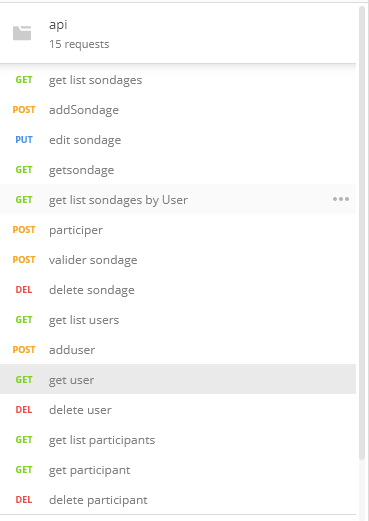 api
15 requests
GET get list sondages
POST addSondage
PUT edit sondage
GET getsondage
GET get list sondages by User
POST participer
POST valider sondage
DEL delete sondage
GET get list users
POST adduser
GET get user
DEL delete user
GET get list participants
GET get participant
DEL delete participant